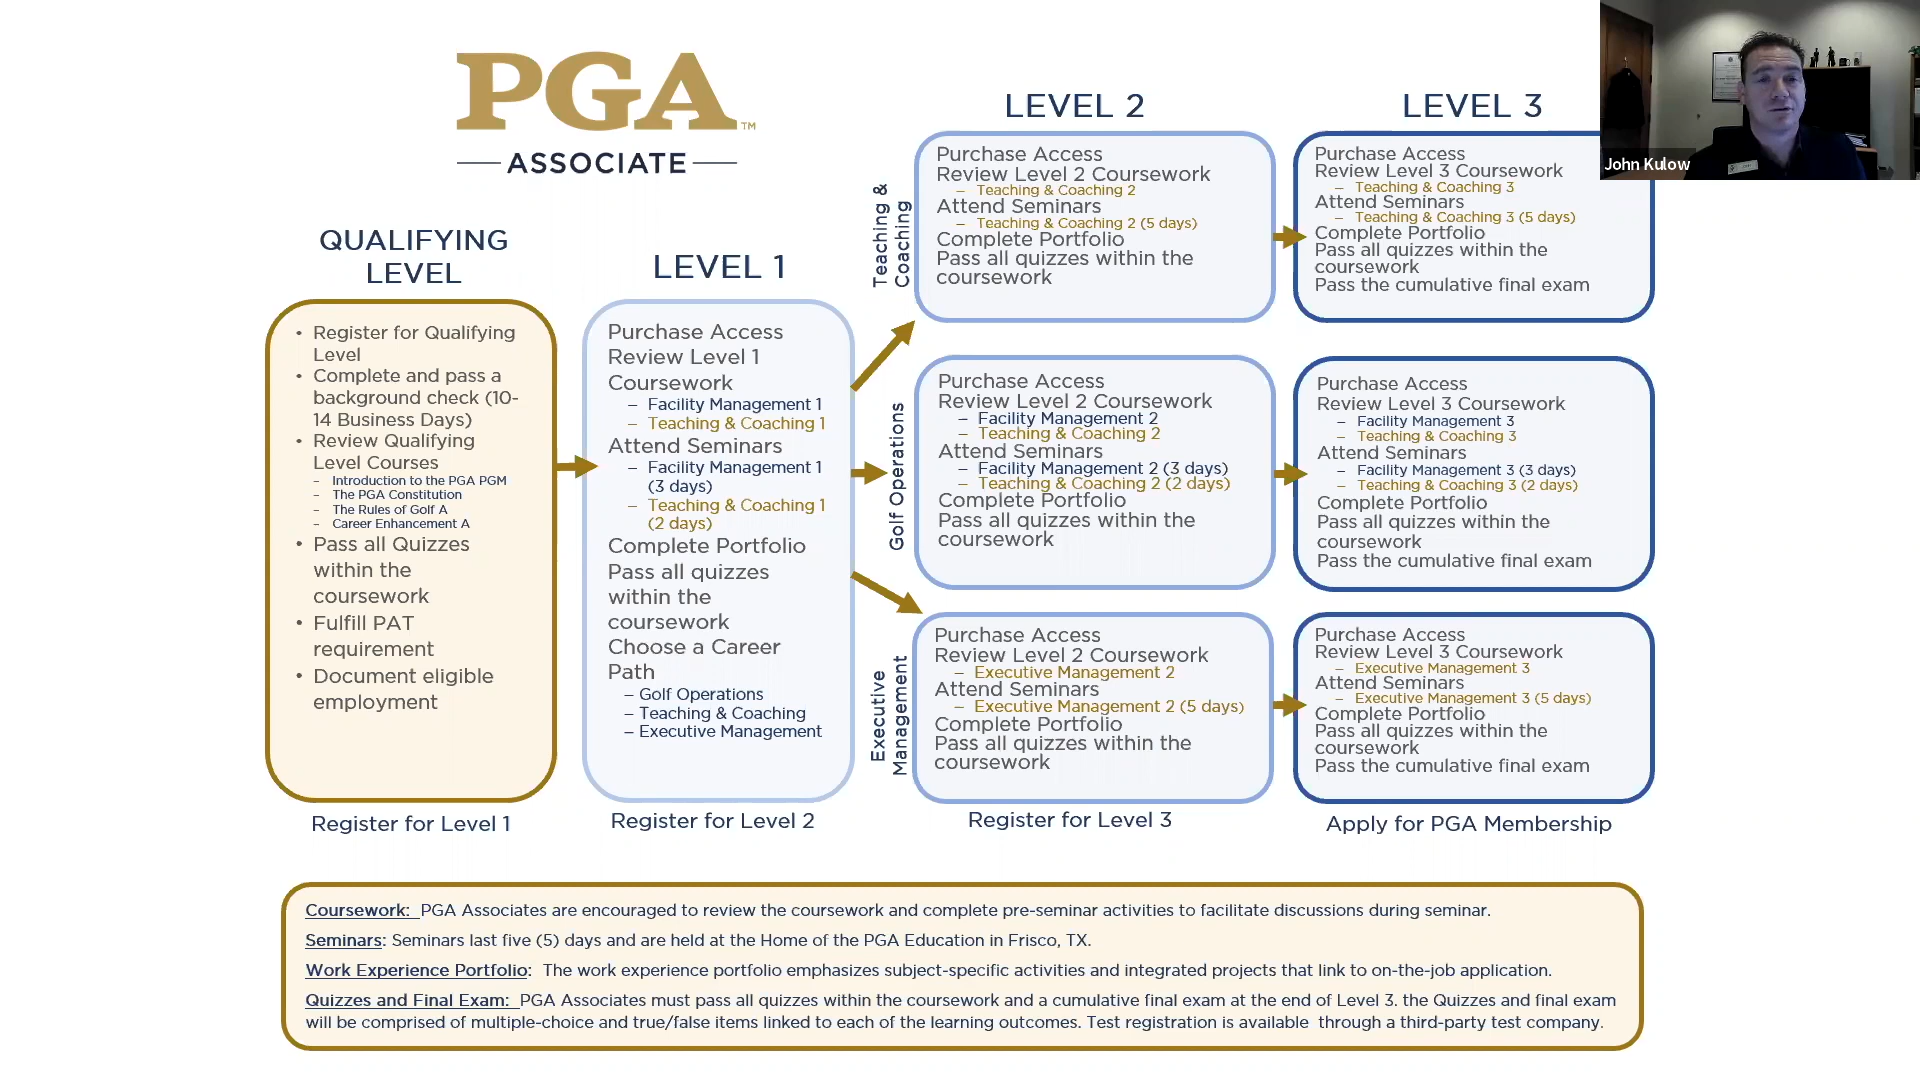 PGA
TM
ASSOCIATE
QUALIFYING
LEVEL
• Register for Qualifying
Level
• Complete and pass a
background check (10-
14 Business Days)
• Review Qualifying
Level Courses
– Introduction to the PGA PGM
– The PGA Constitution
– The Rules of Golf A
– Career Enhancement A
• Pass all Quizzes
within the
coursework
• Fulfill PAT
requirement
• Document eligible
employment
Register for Level 1
LEVEL 1
Purchase Access
Review Level 1
Coursework
– Facility Management 1
– Teaching & Coaching 1
Attend Seminars
– Facility Management 1
(3 days)
– Teaching & Coaching 1
(2 days)
Complete Portfolio
Pass all quizzes
within the
coursework
Choose a Career
Path
– Golf Operations
– Teaching & Coaching
– Executive Management
Register for Level 2
LEVEL 2
Teaching &
Coaching
Purchase Access
Review Level 2 Coursework
– Teaching & Coaching 2
Attend Seminars
– Teaching & Coaching 2 (5 days)
Complete Portfolio
Pass all quizzes within the
coursework
Golf Operations
Purchase Access
Review Level 2 Coursework
– Facility Management 2
– Teaching & Coaching 2
Attend Seminars
– Facility Management 2 (3 days)
– Teaching & Coaching 2 (2 days)
Complete Portfolio
Pass all quizzes within the
coursework
Executive
Management
Purchase Access
Review Level 2 Coursework
– Executive Management 2
Attend Seminars
– Executive Management 2 (5 days)
Complete Portfolio
Pass all quizzes within the
coursework
Register for Level 3
LEVEL 3
Purchase Access
Review Level 3 Coursework
– Teaching & Coaching 3
Attend Seminars
– Teaching & Coaching 3 (5 days)
Complete Portfolio
Pass all quizzes within the
coursework
Pass the cumulative final exam
Purchase Access
Review Level 3 Coursework
– Facility Management 3
– Teaching & Coaching 3
Attend Seminars
– Facility Management 3 (3 days)
– Teaching & Coaching 3 (2 days)
Complete Portfolio
Pass all quizzes within the
coursework
Pass the cumulative final exam
Purchase Access
Review Level 3 Coursework
– Executive Management 3
Attend Seminars
– Executive Management 3 (5 days)
Complete Portfolio
Pass all quizzes within the
coursework
Pass the cumulative final exam
Apply for PGA Membership
John Kulow
Coursework: PGA Associates are encouraged to review the coursework and complete pre-seminar activities to facilitate discussions during seminar.
Seminars: Seminars last five (5) days and are held at the Home of the PGA Education in Frisco, TX.
Work Experience Portfolio: The work experience portfolio emphasizes subject-specific activities and integrated projects that link to on-the-job application.
Quizzes and Final Exam: PGA Associates must pass all quizzes within the coursework and a cumulative final exam at the end of Level 3. the Quizzes and final exam
will be comprised of multiple-choice and true/false items linked to each of the learning outcomes. Test registration is available through a third-party test company.